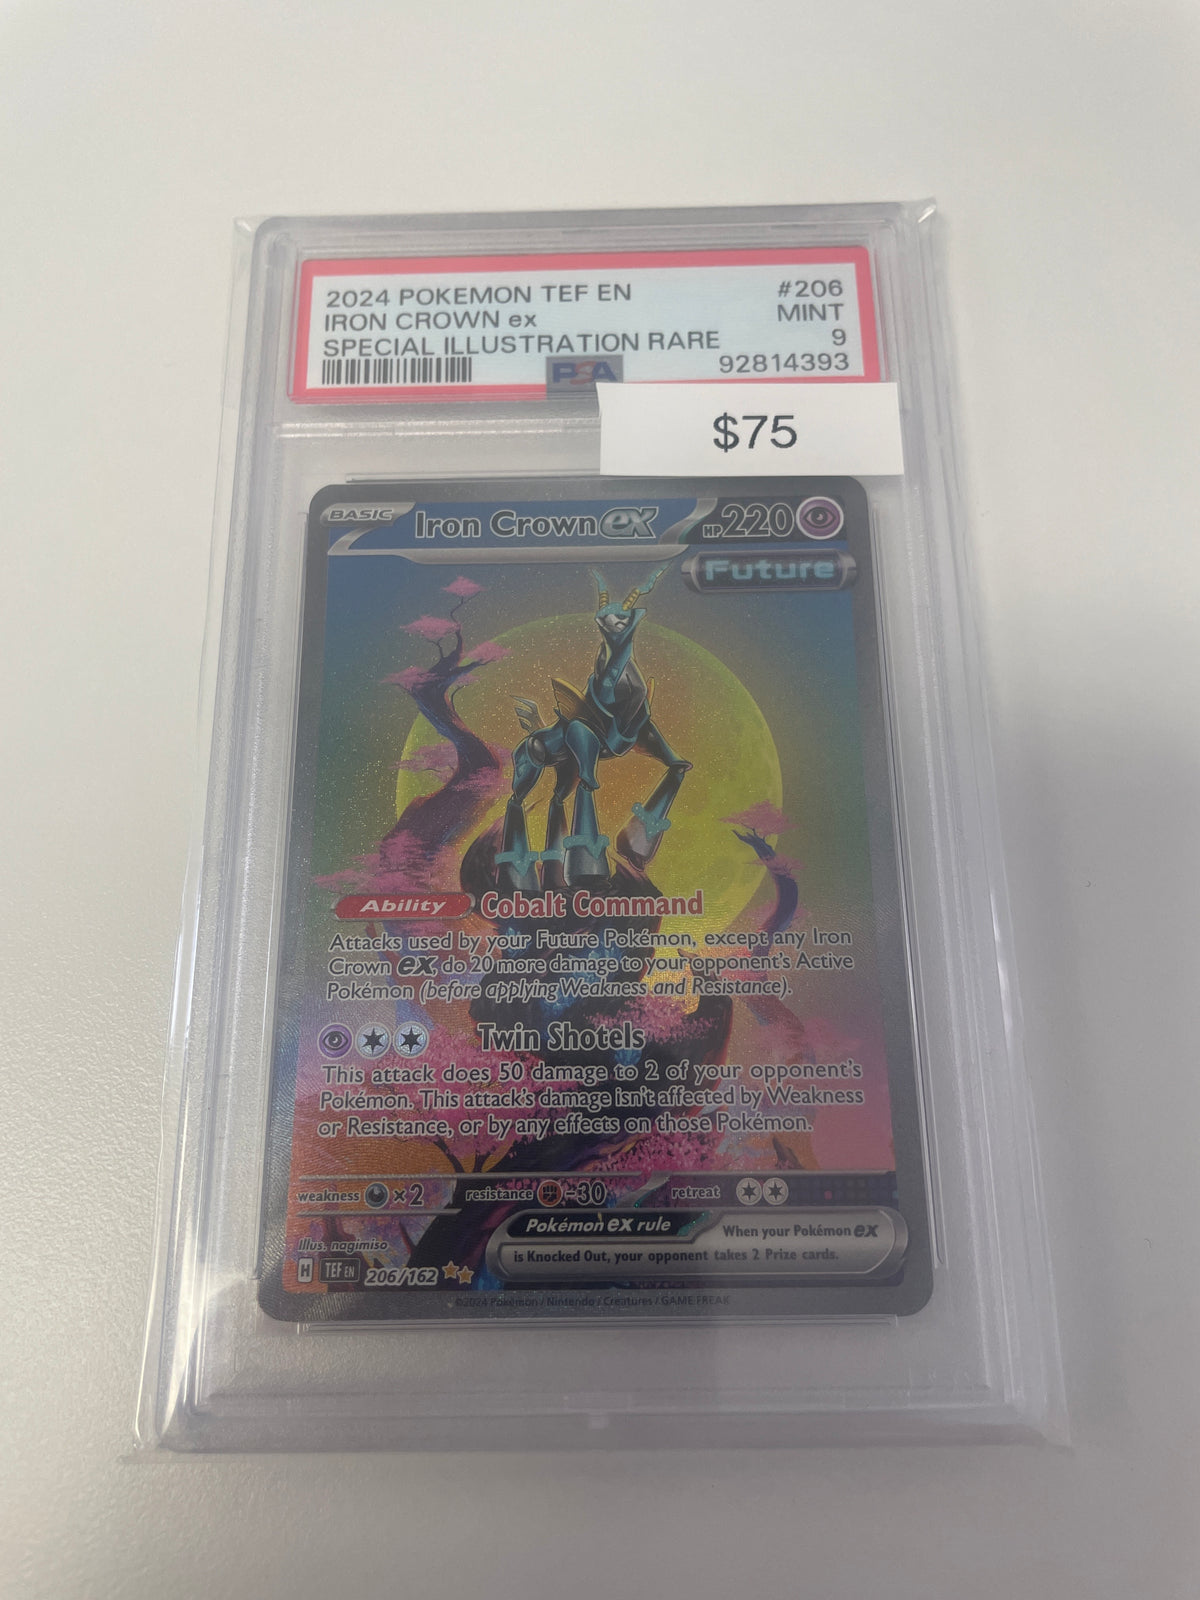 2024 POKEMON TEF EN #206
IRON CROWN ex MINT
SPECIAL ILLUSTRATION RARE 9
PSA 92814393
$75
BASIC Iron Crown ex HP 220
Future
Ability Cobalt Command
Attacks used by your Future Pokémon, except any Iron
Crown ex, do 20 more damage to your opponent's Active
Pokémon (before applying Weakness and Resistance).
Twin Shotels
This attack does 50 damage to 2 of your opponent's
Pokémon. This attack's damage isn't affected by Weakness
or Resistance, or by any effects on those Pokémon.
weakness ×2 resistance -30 retreat
Pokémon ex rule When your Pokémon ex
is Knocked Out, your opponent takes 2 Prize cards.
Illus. nagimiso
H TEF EN 206/162
©2024 Pokémon / Nintendo / Creatures / GAME FREAK